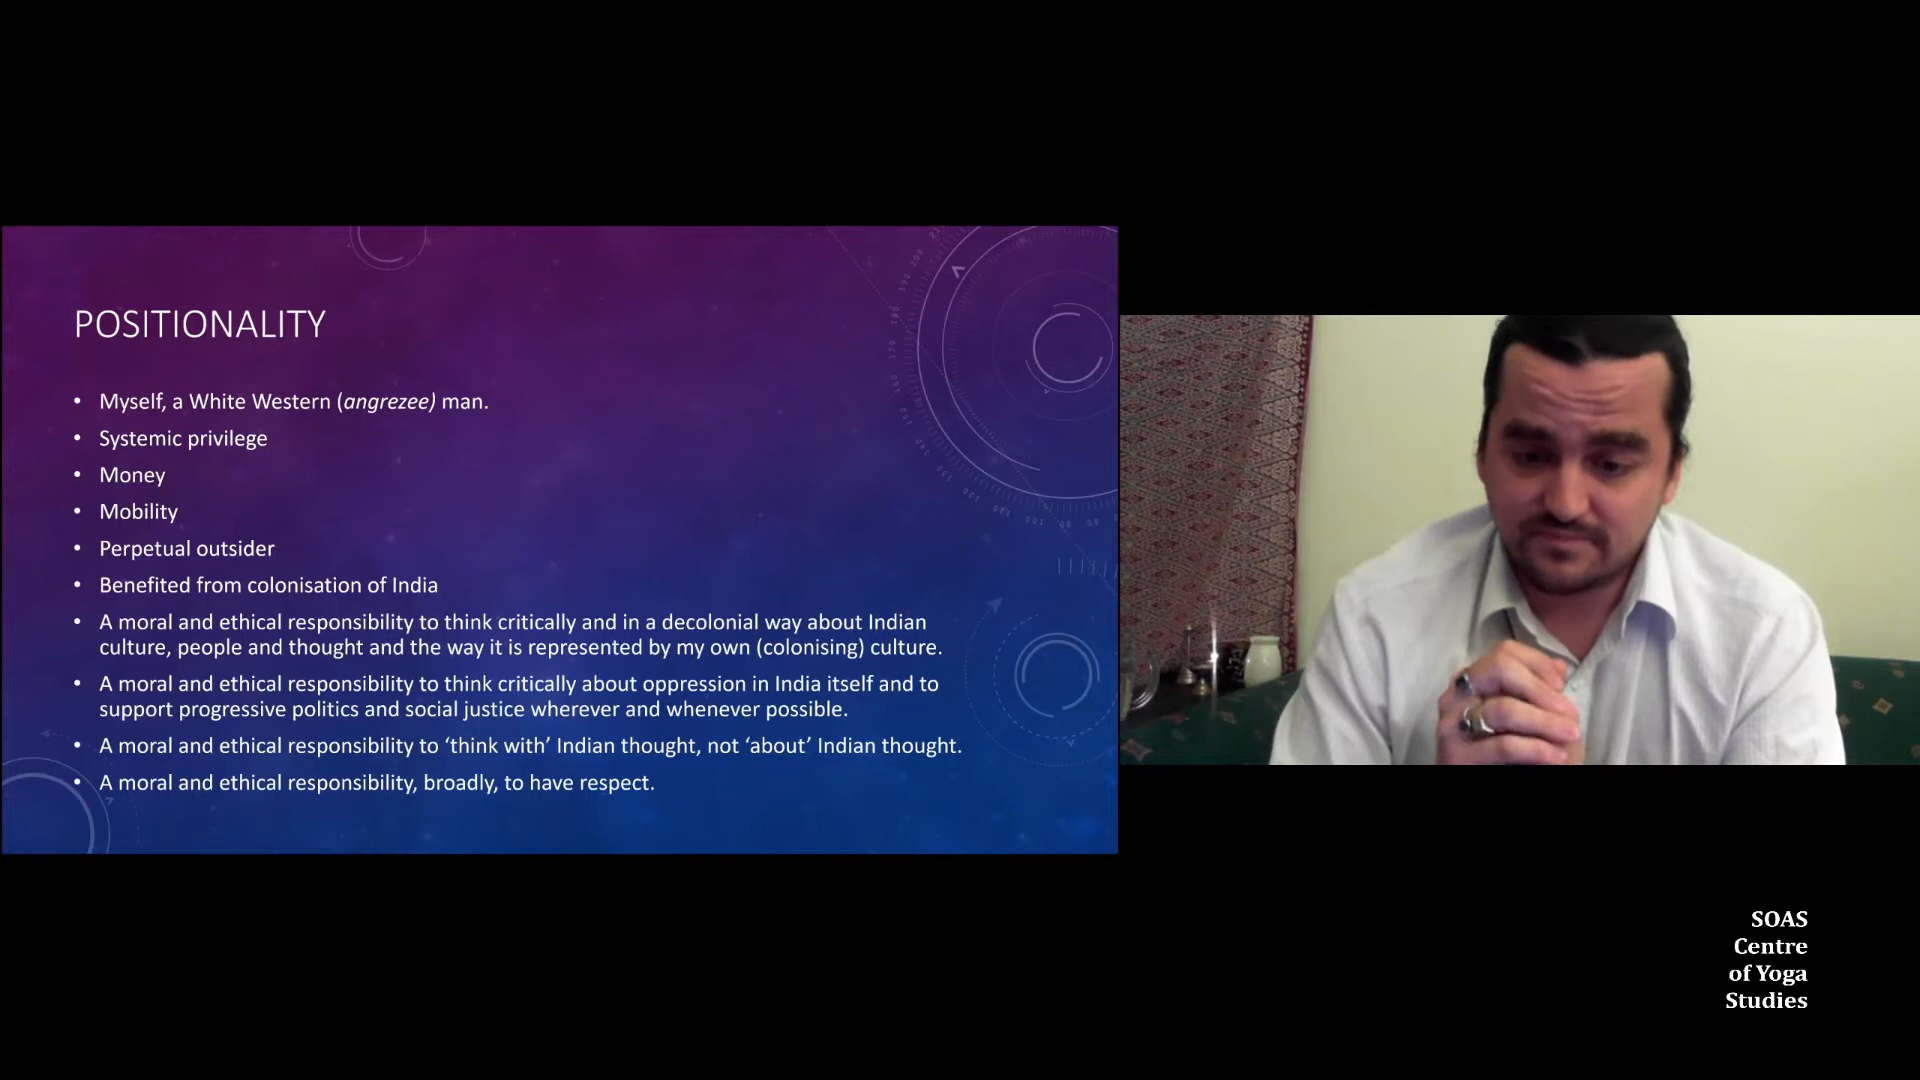 POSITIONALITY
• Myself, a White Western (angrezee) man.
• Systemic privilege
• Money
• Mobility
• Perpetual outsider
• Benefited from colonisation of India
• A moral and ethical responsibility to think critically and in a decolonial way about Indian
culture, people and thought and the way it is represented by my own (colonising) culture.
• A moral and ethical responsibility to think critically about oppression in India itself and to
support progressive politics and social justice wherever and whenever possible.
• A moral and ethical responsibility to ‘think with’ Indian thought, not ‘about’ Indian thought.
• A moral and ethical responsibility, broadly, to have respect.
SOAS
Centre
of Yoga
Studies